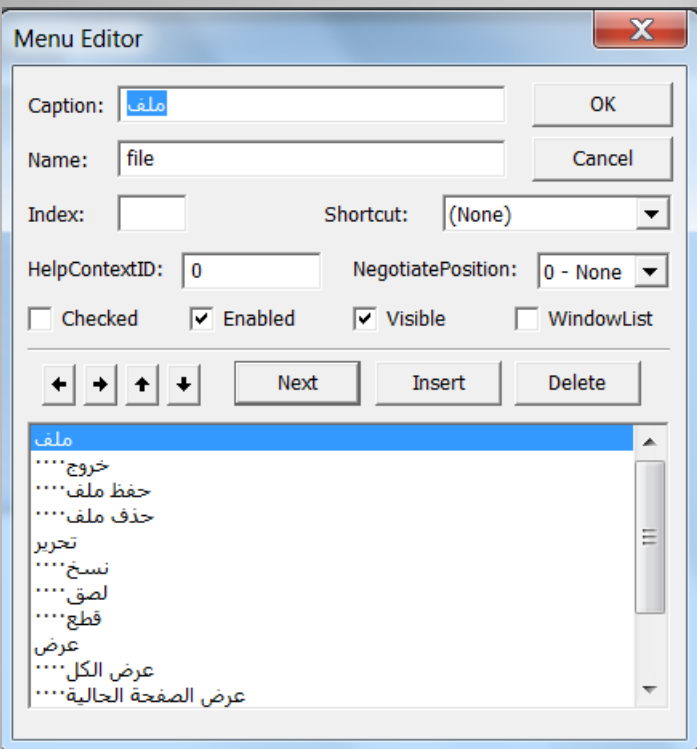 Menu Editor
Caption: ملف OK
Name: file Cancel
Index: Shortcut: (None)
HelpContextID: 0 NegotiatePosition: 0 - None
Checked Enabled Visible WindowList
Next Insert Delete
ملف
····خروج
····حفظ ملف
····حذف ملف
تحرير
····نسخ
····لصق
····قطع
عرض
····عرض الكل
····عرض الصفحة الحالية